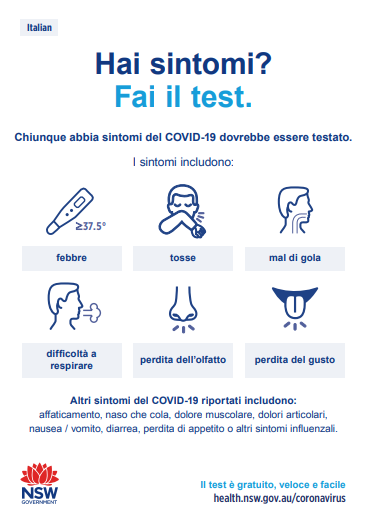 Italian
Hai sintomi?
Fai il test.
Chiunque abbia sintomi del COVID-19 dovrebbe essere testato.
I sintomi includono:
≥37.5°
febbre
tosse
mal di gola
difficoltà a
respirare
perdita dell'olfatto
perdita del gusto
Altri sintomi del COVID-19 riportati includono:
affaticamento, naso che cola, dolore muscolare, dolori articolari,
nausea / vomito, diarrea, perdita di appetito o altri sintomi influenzali.
NSW
GOVERNMENT
Il test è gratuito, veloce e facile
health.nsw.gov.au/coronavirus